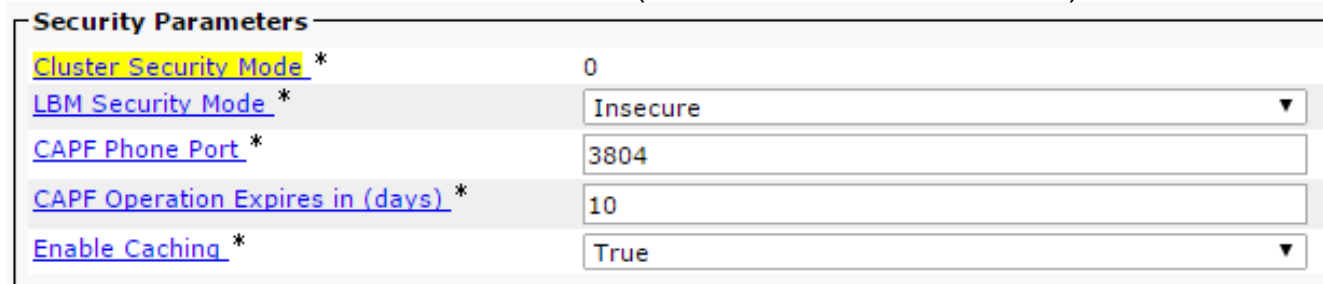 Security Parameters
Cluster Security Mode * 0
LBM Security Mode * Insecure
CAPF Phone Port * 3804
CAPF Operation Expires in (days) * 10
Enable Caching * True